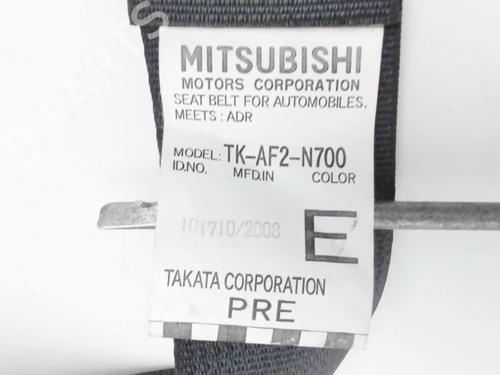 MITSUBISHI
MOTORS CORPORATION
SEAT BELT FOR AUTOMOBILES.
MEETS : ADR
MODEL: TK-AF2-N700
ID.NO. MFD.IN COLOR
101710/2008 E
TAKATA CORPORATION
PRE
B-PARTS